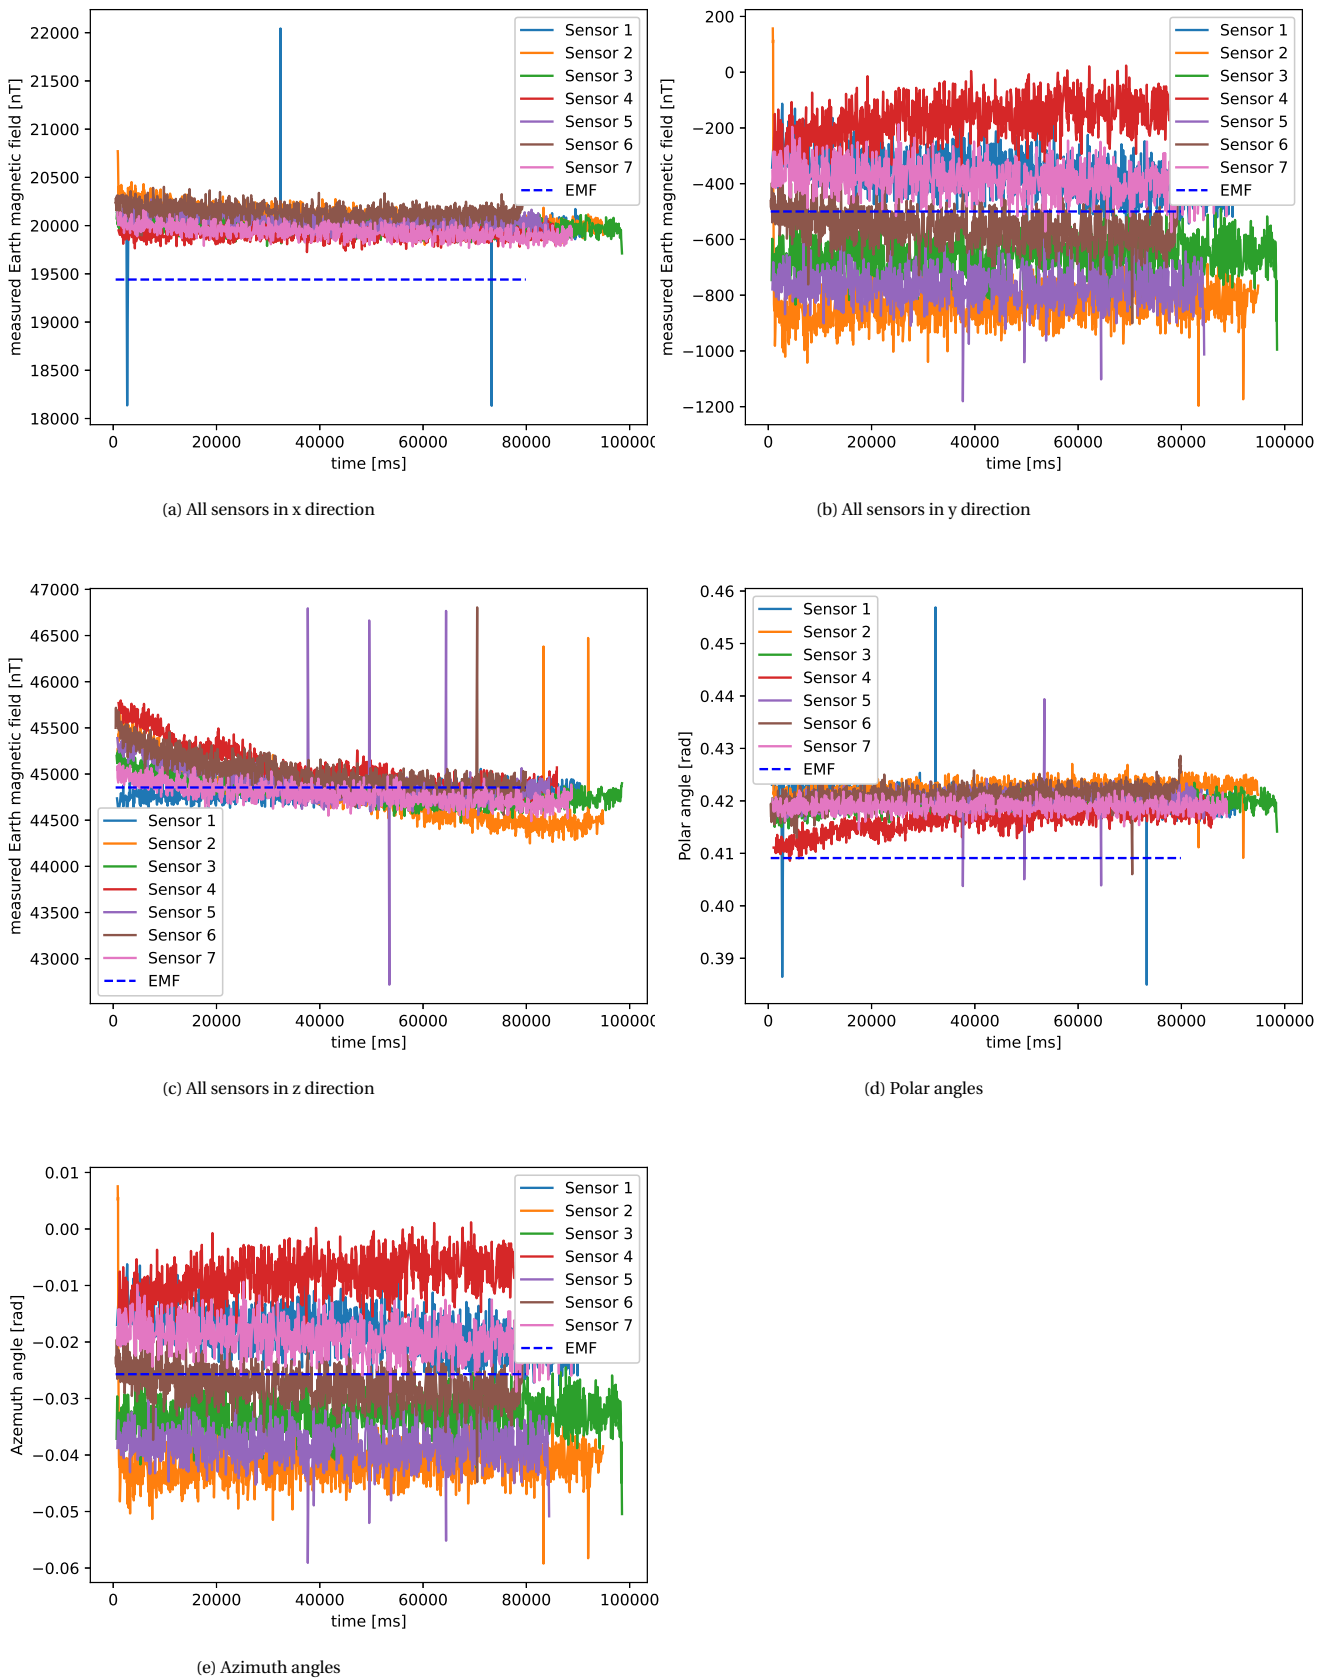 22000
21500
21000
20500
20000
19500
19000
18500
18000
measured Earth magnetic field [nT]
Sensor 1
Sensor 2
Sensor 3
Sensor 4
Sensor 5
Sensor 6
Sensor 7
EMF
0 20000 40000 60000 80000 100000
time [ms]
(a) All sensors in x direction
200
0
−200
−400
−600
−800
−1000
−1200
measured Earth magnetic field [nT]
Sensor 1
Sensor 2
Sensor 3
Sensor 4
Sensor 5
Sensor 6
Sensor 7
EMF
0 20000 40000 60000 80000 100000
time [ms]
(b) All sensors in y direction
47000
46500
46000
45500
45000
44500
44000
43500
43000
measured Earth magnetic field [nT]
Sensor 1
Sensor 2
Sensor 3
Sensor 4
Sensor 5
Sensor 6
Sensor 7
EMF
0 20000 40000 60000 80000 100000
time [ms]
(c) All sensors in z direction
0.46
0.45
0.44
0.43
0.42
0.41
0.40
0.39
Polar angle [rad]
Sensor 1
Sensor 2
Sensor 3
Sensor 4
Sensor 5
Sensor 6
Sensor 7
EMF
0 20000 40000 60000 80000 100000
time [ms]
(d) Polar angles
0.01
0.00
−0.01
−0.02
−0.03
−0.04
−0.05
−0.06
Azemuth angle [rad]
Sensor 1
Sensor 2
Sensor 3
Sensor 4
Sensor 5
Sensor 6
Sensor 7
EMF
0 20000 40000 60000 80000 100000
time [ms]
(e) Azimuth angles